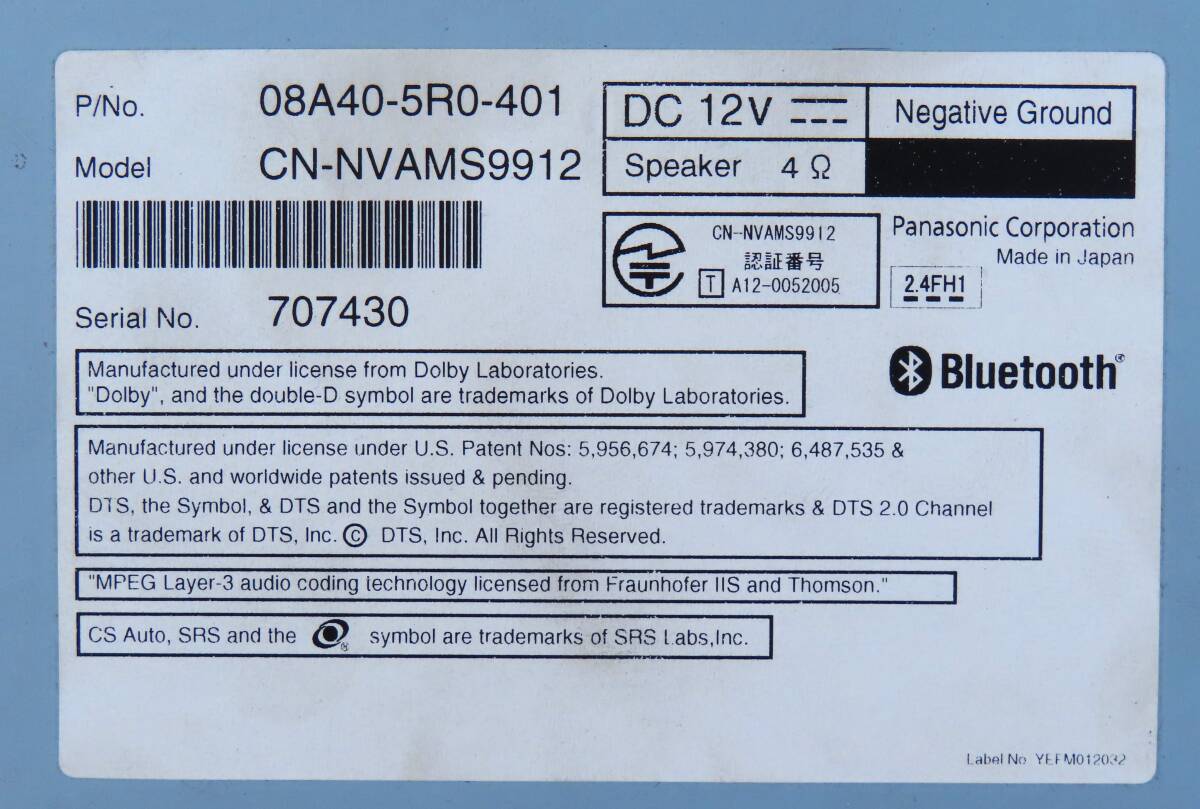 P/No. 08A40-5R0-401
Model CN-NVAMS9912
Serial No. 707430
DC 12V Negative Ground
Speaker 4 Ω
CN-NVAMS9912
認証番号
T A12-0052005
Panasonic Corporation
Made in Japan
2.4FH1
Bluetooth®
Manufactured under license from Dolby Laboratories.
"Dolby", and the double-D symbol are trademarks of Dolby Laboratories.
Manufactured under license under U.S. Patent Nos: 5,956,674; 5,974,380; 6,487,535 &
other U.S. and worldwide patents issued & pending.
DTS, the Symbol, & DTS and the Symbol together are registered trademarks & DTS 2.0 Channel
is a trademark of DTS, Inc. © DTS, Inc. All Rights Reserved.
"MPEG Layer-3 audio coding technology licensed from Fraunhofer IIS and Thomson."
CS Auto, SRS and the ® symbol are trademarks of SRS Labs,Inc.
Label No YEFM012032